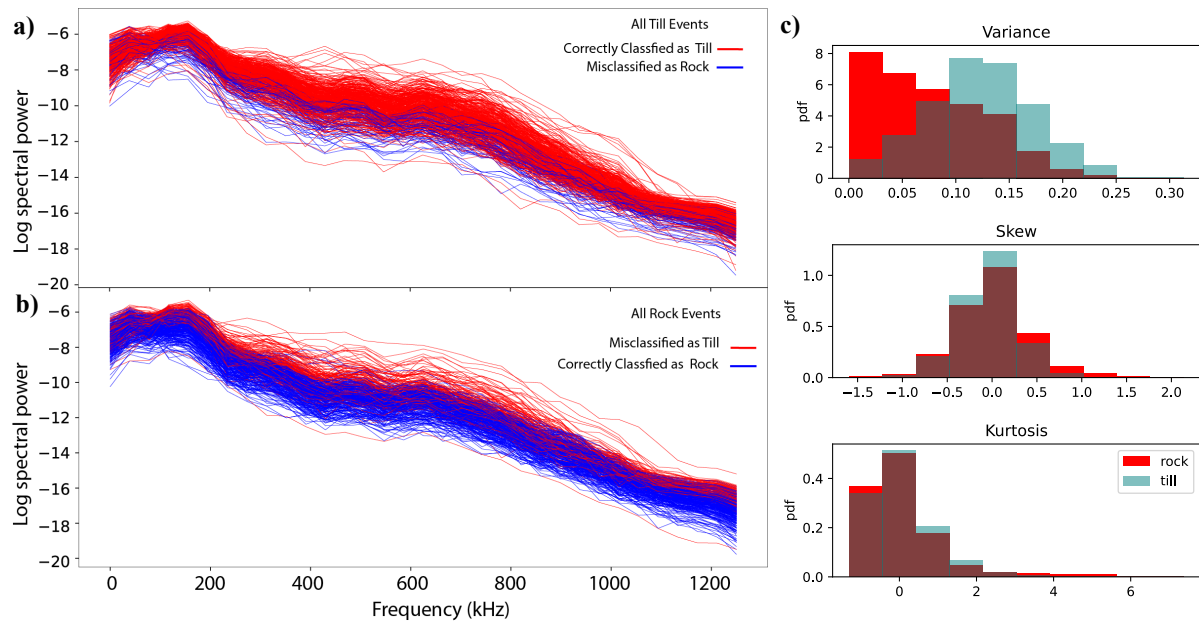 a)
All Till Events
Correctly Classfied as Till
Misclassified as Rock
Log spectral power
−6
−8
−10
−12
−14
−16
−18
−20
b)
All Rock Events
Misclassified as Till
Correctly Classfied as Rock
Log spectral power
−6
−8
−10
−12
−14
−16
−18
−20
0
200
400
600
800
1000
1200
Frequency (kHz)
c)
Variance
pdf
8
6
4
2
0
0.00
0.05
0.10
0.15
0.20
0.25
0.30
Skew
pdf
1.0
0.5
0.0
−1.5
−1.0
−0.5
0.0
0.5
1.0
1.5
2.0
Kurtosis
pdf
0.4
0.2
0.0
rock
till
0
2
4
6